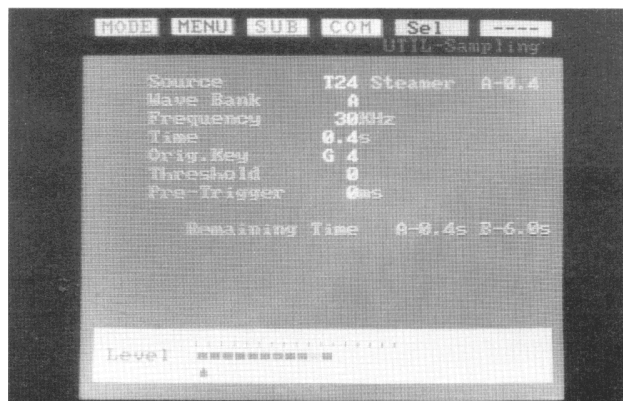 MODE MENU SUB COM Sel ----
UTIL-Sampling
Source T24 Steamer A-0.4
Wave Bank A
Frequency 30KHz
Time 0.4s
Orig.Key G 4
Threshold 0
Pre-Trigger 0ms
Remaining Time A-0.4s B-6.0s
Level